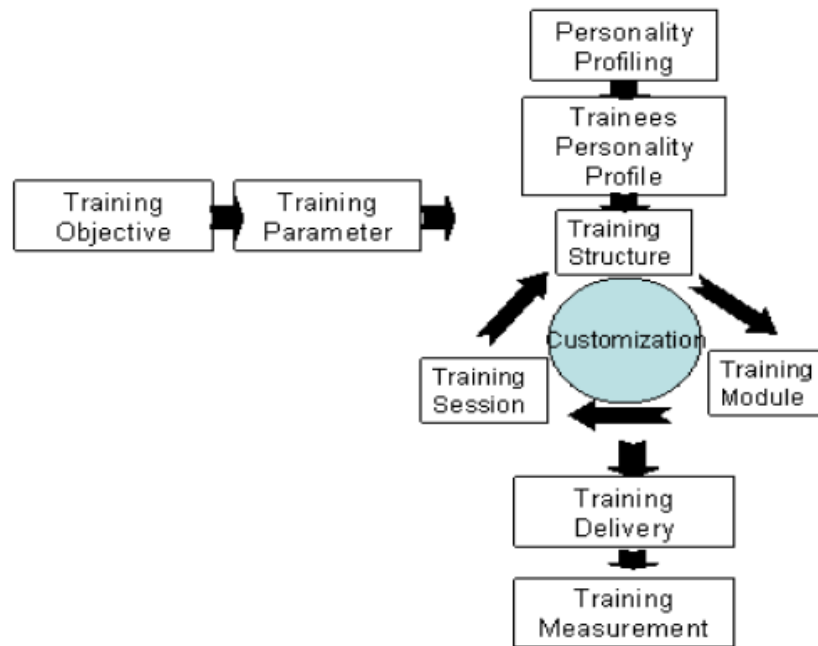 Personality
Profiling
Trainees
Personality
Profile
Training
Objective
Training
Parameter
Training
Structure
Customization
Training
Session
Training
Module
Training
Delivery
Training
Measurement